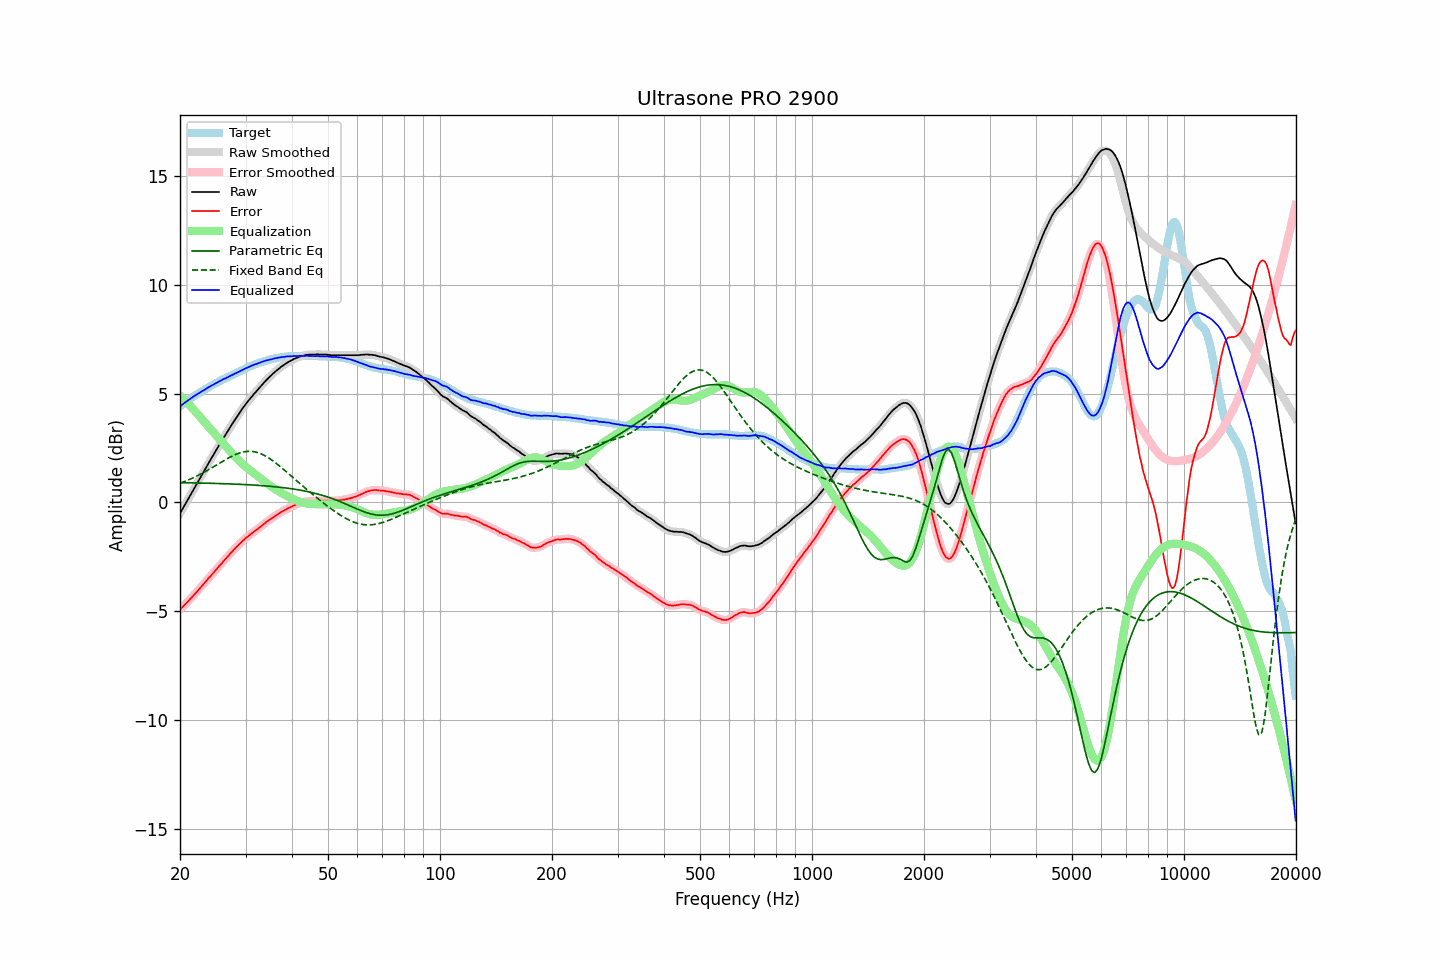 Ultrasone PRO 2900
Target
Raw Smoothed
Error Smoothed
Raw
Error
Equalization
Parametric Eq
Fixed Band Eq
Equalized
Amplitude (dBr)
15
10
5
0
−5
−10
−15
20 50 100 200 500 1000 2000 5000 10000 20000
Frequency (Hz)